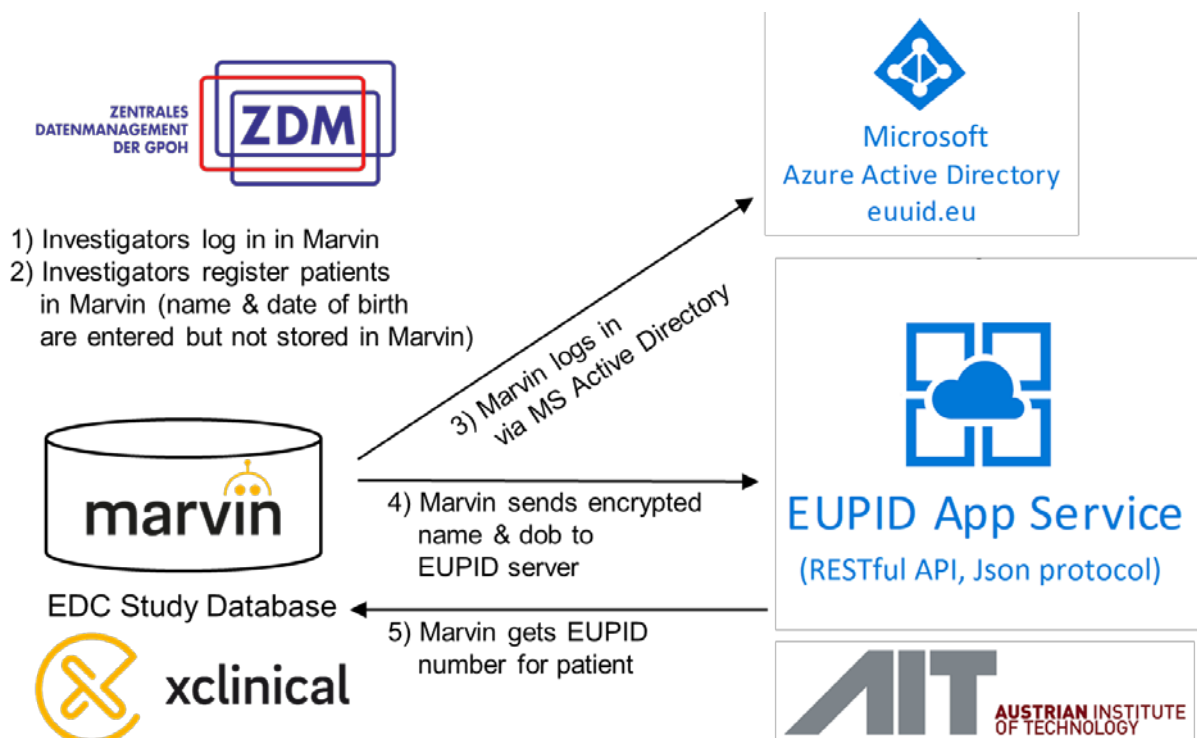 ZENTRALES
DATENMANAGEMENT
DER GPOH
ZDM
1) Investigators log in in Marvin
2) Investigators register patients
in Marvin (name & date of birth
are entered but not stored in Marvin)
Microsoft
Azure Active Directory
euuid.eu
3) Marvin logs in
via MS Active Directory
marvin
EDC Study Database
xclinical
4) Marvin sends encrypted
name & dob to
EUPID server
5) Marvin gets EUPID
number for patient
EUPID App Service
(RESTful API, Json protocol)
AIT
AUSTRIAN INSTITUTE
OF TECHNOLOGY